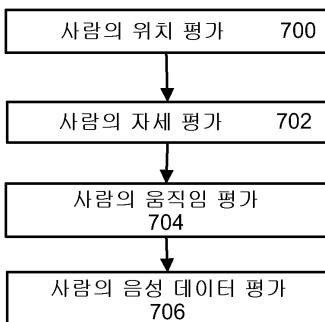 사람의 위치 평가 700
사람의 자세 평가 702
사람의 움직임 평가
704
사람의 음성 데이터 평가
706